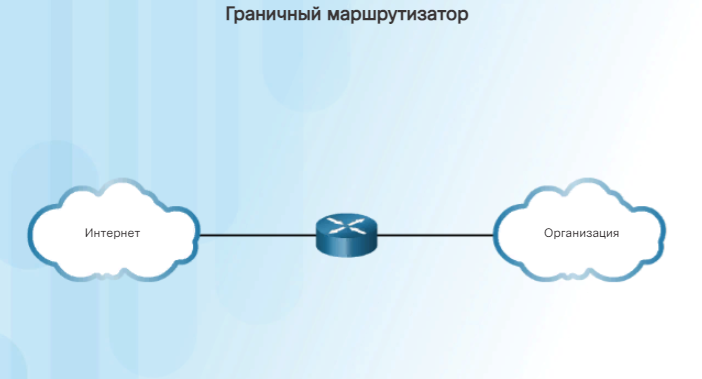 Граничный маршрутизатор
Интернет
Организация